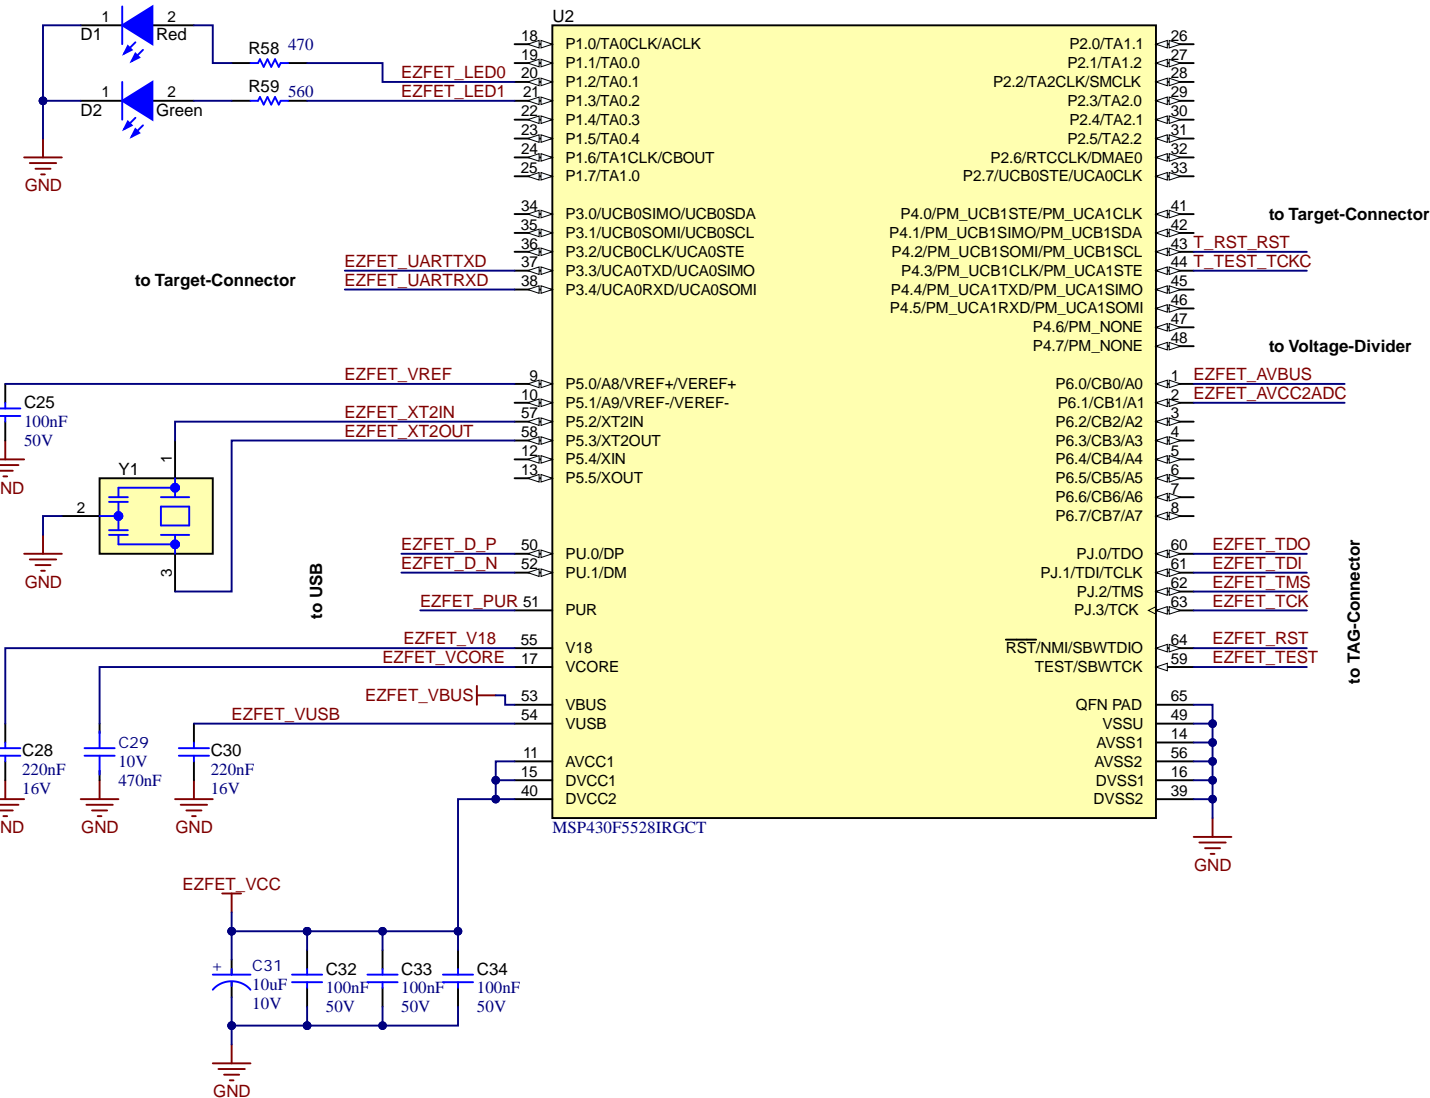 U2
1 2
D1 Red
R58 470
EZFET_LED0
R59 560
EZFET_LED1
1 2
D2 Green
GND
18 P1.0/TA0CLK/ACLK
19 P1.1/TA0.0
20 P1.2/TA0.1
21 P1.3/TA0.2
22 P1.4/TA0.3
23 P1.5/TA0.4
24 P1.6/TA1CLK/CBOUT
25 P1.7/TA1.0
P2.0/TA1.1 26
P2.1/TA1.2 27
P2.2/TA2CLK/SMCLK 28
P2.3/TA2.0 29
P2.4/TA2.1 30
P2.5/TA2.2 31
P2.6/RTCCLK/DMAE0 32
P2.7/UCB0STE/UCA0CLK 33
34 P3.0/UCB0SIMO/UCB0SDA
35 P3.1/UCB0SOMI/UCB0SCL
36 P3.2/UCB0CLK/UCA0STE
EZFET_UARTTXD 37 P3.3/UCA0TXD/UCA0SIMO
EZFET_UARTRXD 38 P3.4/UCA0RXD/UCA0SOMI
to Target-Connector
P4.0/PM_UCB1STE/PM_UCA1CLK 41
P4.1/PM_UCB1SIMO/PM_UCB1SDA 42
P4.2/PM_UCB1SOMI/PM_UCB1SCL 43 T_RST_RST
P4.3/PM_UCB1CLK/PM_UCA1STE 44 T_TEST_TCKC
P4.4/PM_UCA1TXD/PM_UCA1SIMO 45
P4.5/PM_UCA1RXD/PM_UCA1SOMI 46
P4.6/PM_NONE 47
P4.7/PM_NONE 48
to Target-Connector
to Voltage-Divider
EZFET_VREF 9 P5.0/A8/VREF+/VEREF+
10 P5.1/A9/VREF-/VEREF-
EZFET_XT2IN 57 P5.2/XT2IN
EZFET_XT2OUT 58 P5.3/XT2OUT
12 P5.4/XIN
13 P5.5/XOUT
P6.0/CB0/A0 1 EZFET_AVBUS
P6.1/CB1/A1 2 EZFET_AVCC2ADC
P6.2/CB2/A2 3
P6.3/CB3/A3 4
P6.4/CB4/A4 5
P6.5/CB5/A5 6
P6.6/CB6/A6 7
P6.7/CB7/A7 8
C25
100nF
50V
ND
Y1
1
2
3
GND
to USB
EZFET_D_P 50 PU.0/DP
EZFET_D_N 52 PU.1/DM
EZFET_PUR 51 PUR
EZFET_V18 55 V18
EZFET_VCORE 17 VCORE
EZFET_VBUS 53 VBUS
EZFET_VUSB 54 VUSB
11 AVCC1
15 DVCC1
40 DVCC2
PJ.0/TDO 60 EZFET_TDO
PJ.1/TDI/TCLK 61 EZFET_TDI
PJ.2/TMS 62 EZFET_TMS
PJ.3/TCK 63 EZFET_TCK
RST/NMI/SBWTDIO 64 EZFET_RST
TEST/SBWTCK 59 EZFET_TEST
to TAG-Connector
QFN PAD 65
VSSU 49
AVSS1 14
AVSS2 56
DVSS1 16
DVSS2 39
GND
C28
220nF
16V
ND
C29
10V
470nF
GND
C30
220nF
16V
GND
MSP430F5528IRGCT
EZFET_VCC
+ C31
10uF
10V
C32
100nF
50V
C33
100nF
50V
C34
100nF
50V
GND